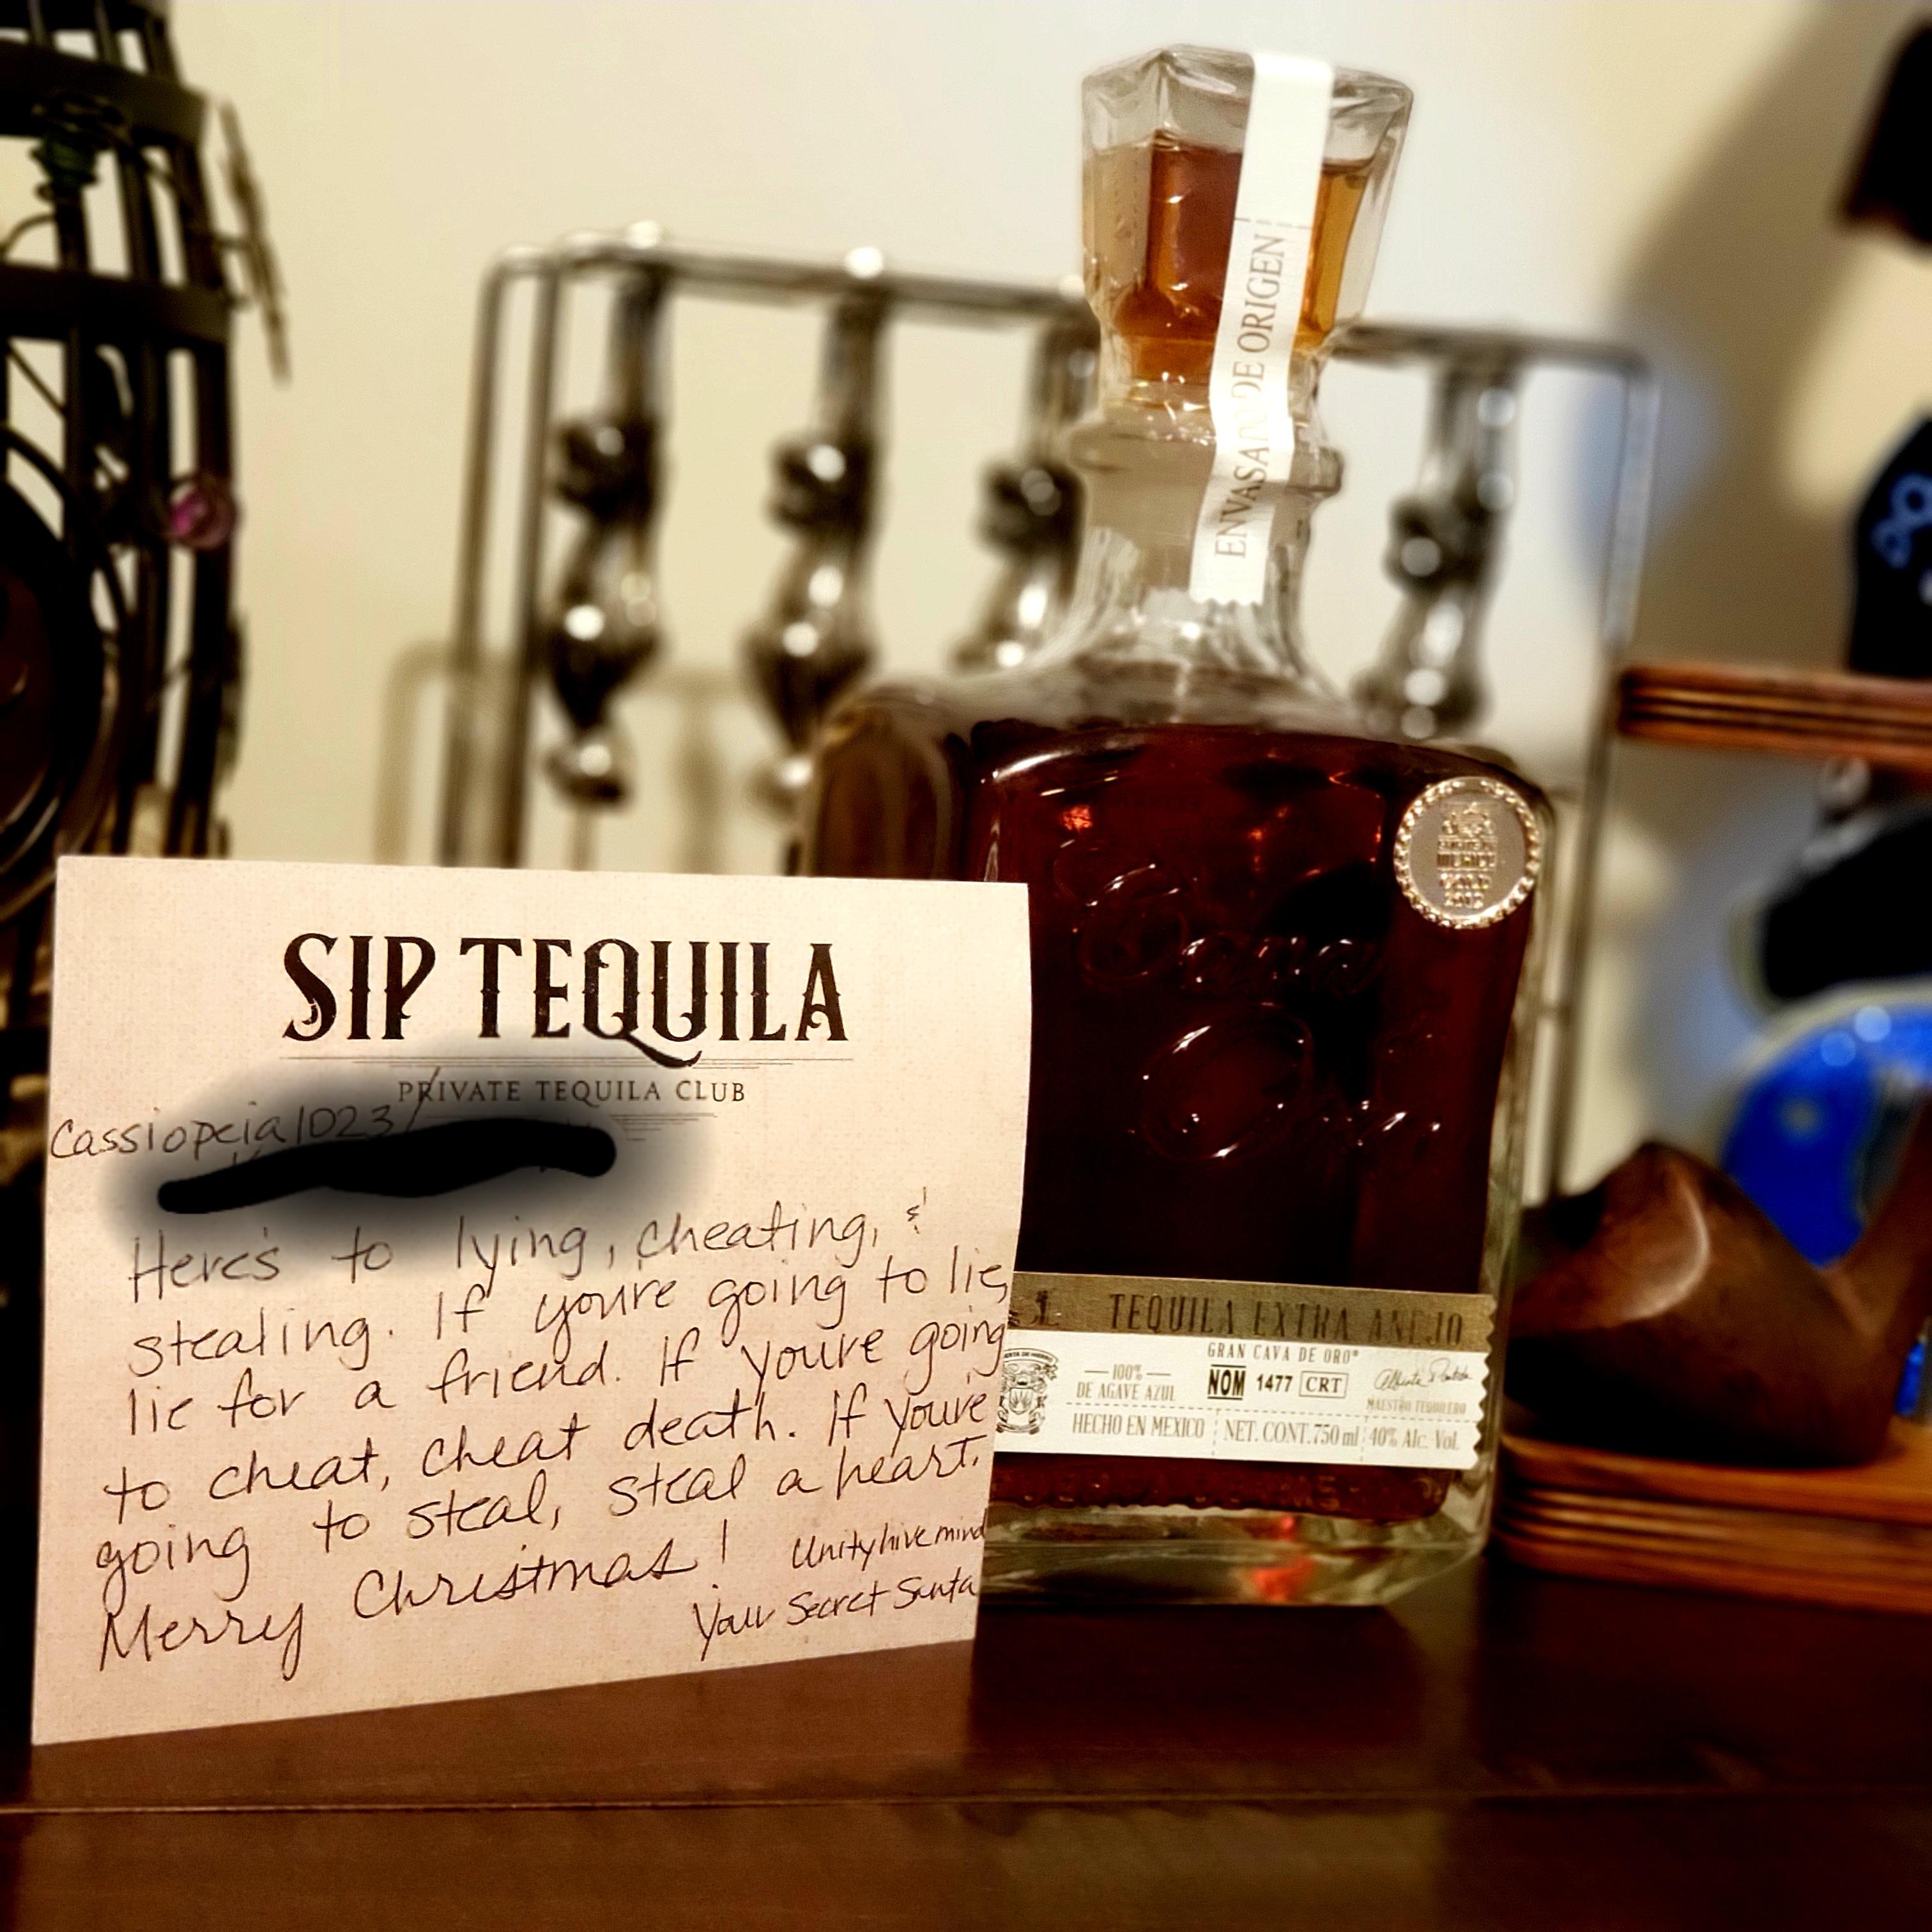 ENVASADO DE ORIGEN
SIP TEQUILA
PRIVATE TEQUILA CLUB
Cassiopeia1023/
Here's to lying, cheating, &
stealing. If you're going to lie,
lie for a friend. If you're going
to cheat, cheat death. If you're
going to steal, steal a heart.
Merry Christmas!
Unityhivemind
Your Secret Santa
Cava
Oro
TEQUILA EXTRA AÑEJO
GRAN CAVA DE ORO®
100%
DE AGAVE AZUL
NOM 1477 CRT
MAESTRO TEQUILERO
HECHO EN MEXICO NET. CONT. 750 ml 40% Alc. Vol.